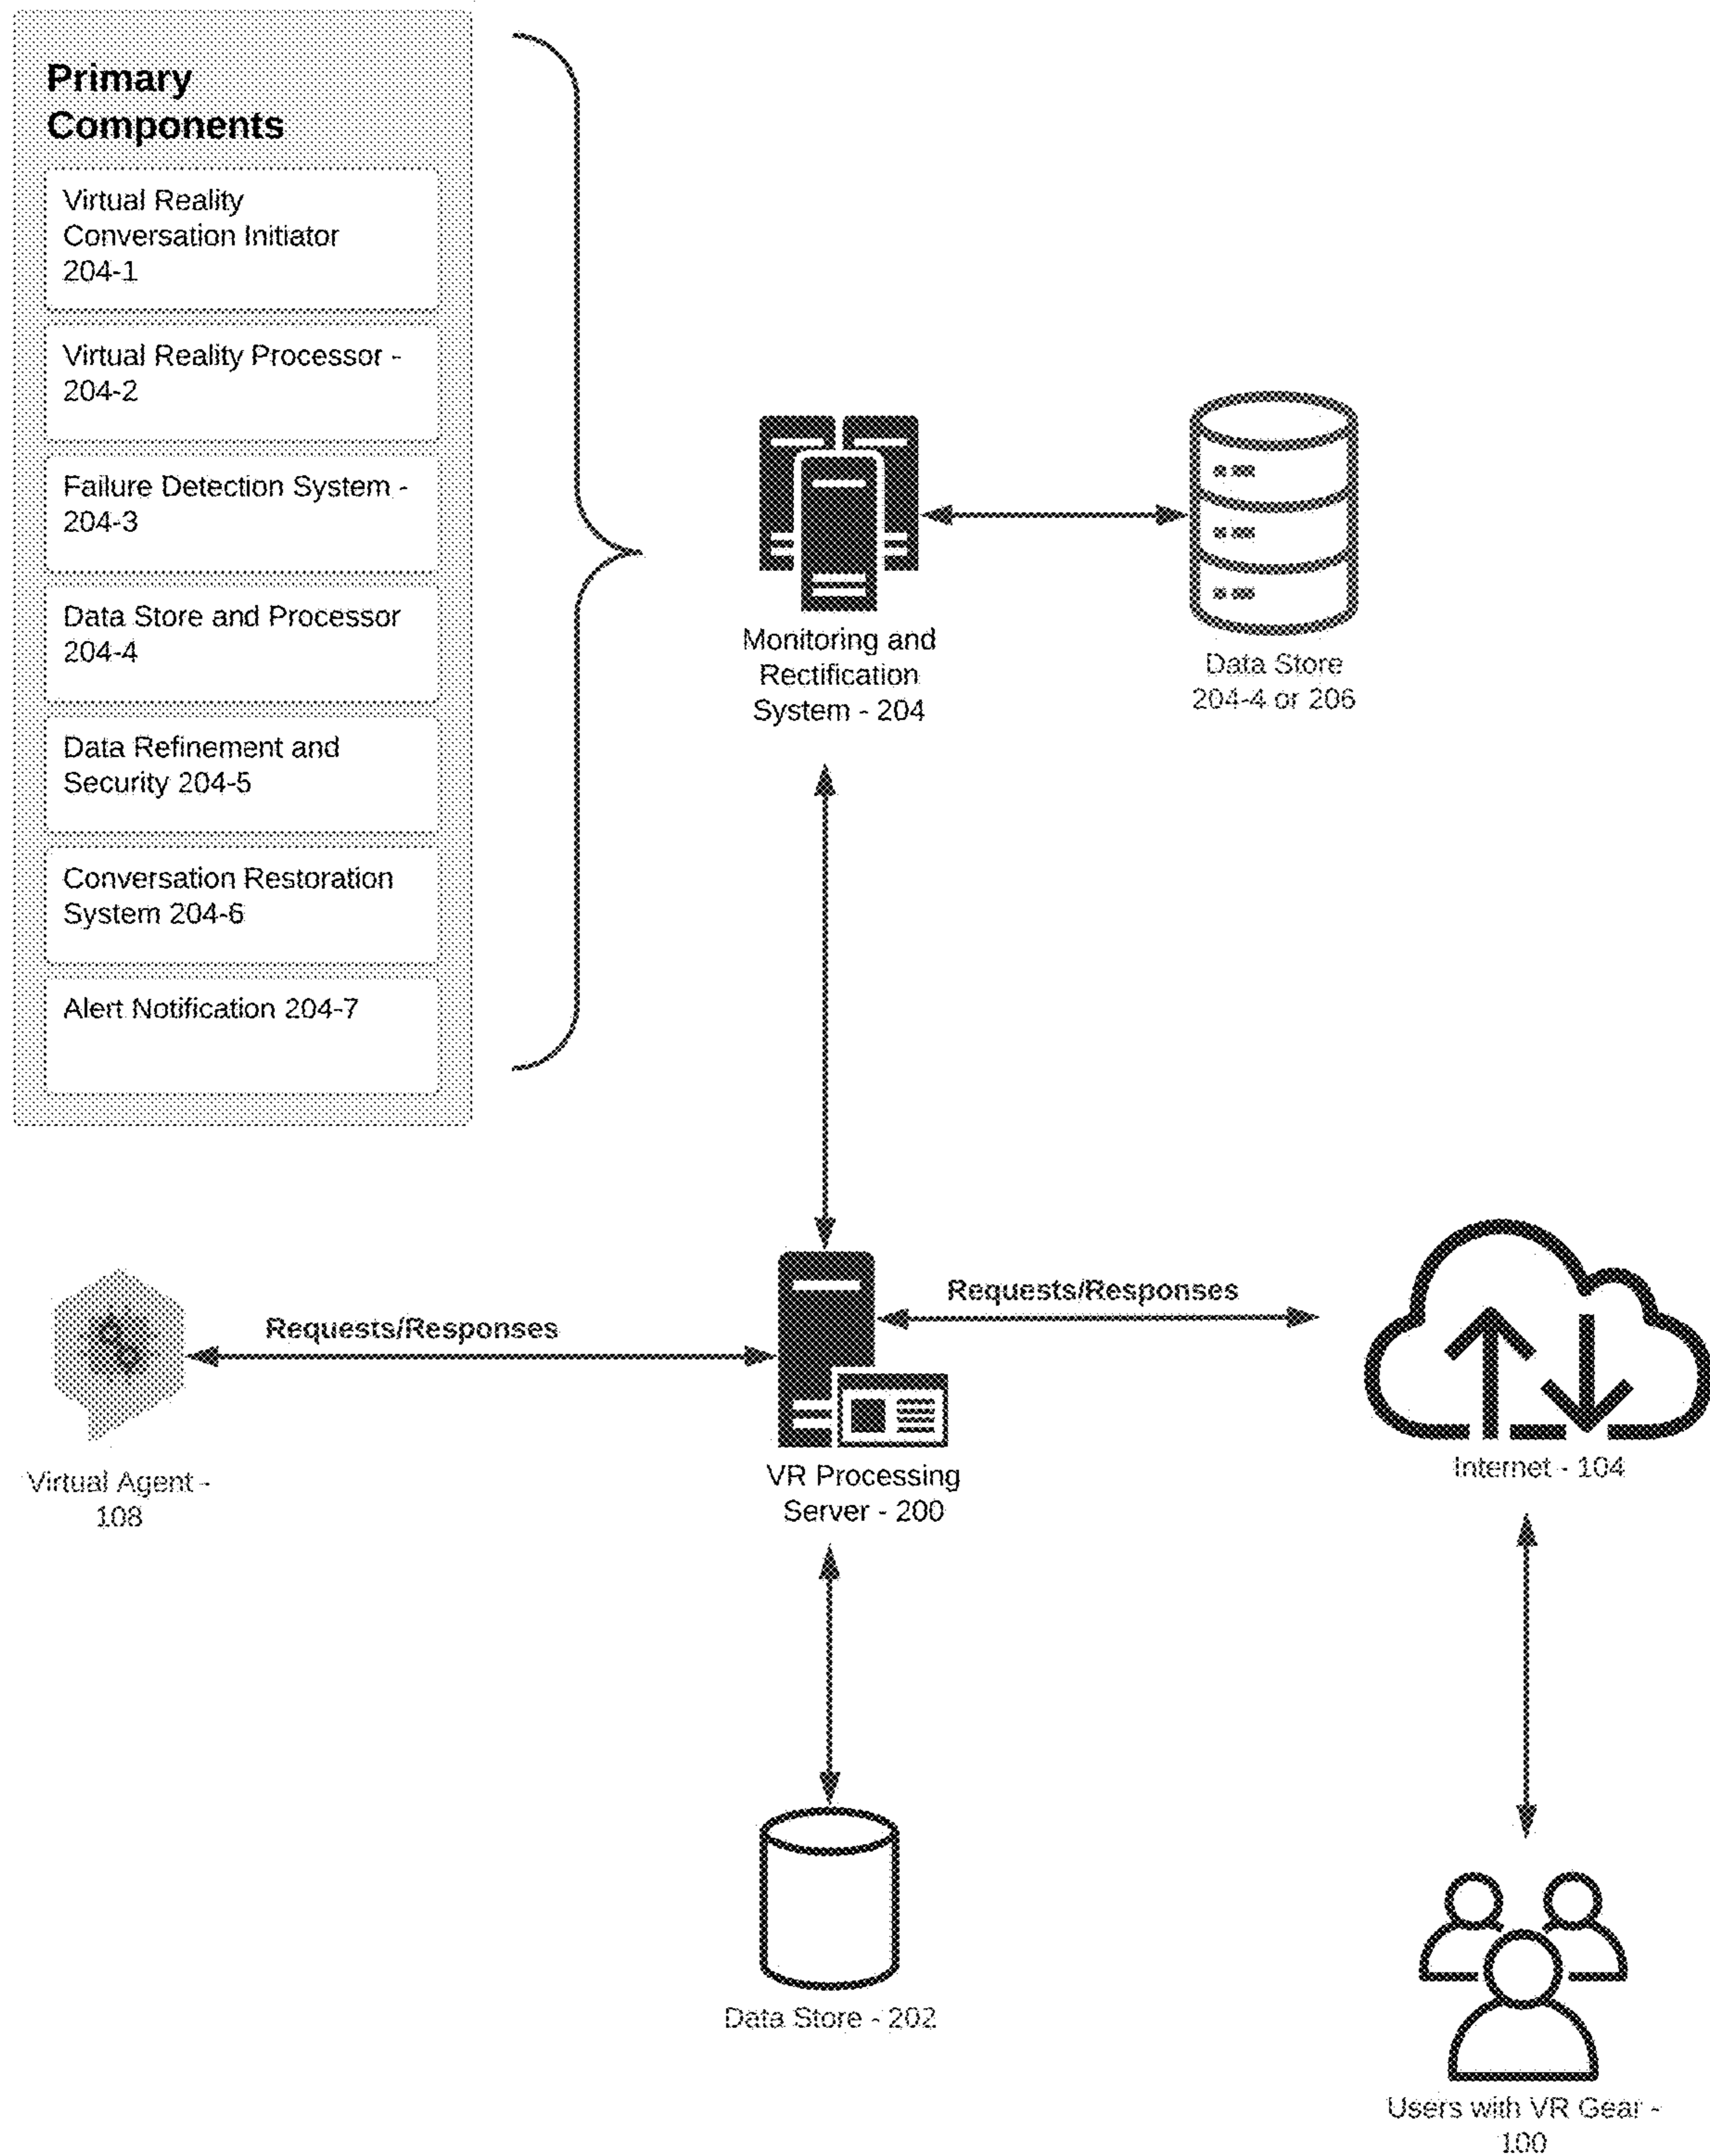 Primary
Components
Virtual Reality
Conversation Initiator
204-1
Virtual Reality Processor -
204-2
Failure Detection System -
204-3
Data Store and Processor
204-4
Data Refinement and
Security 204-5
Conversation Restoration
System 204-6
Alert Notification 204-7
Monitoring and
Rectification
System - 204
Data Store
204-4 or 206
Requests/Responses
Requests/Responses
Virtual Agent -
108
VR Processing
Server - 200
Internet - 104
Data Store - 202
Users with VR Gear -
100